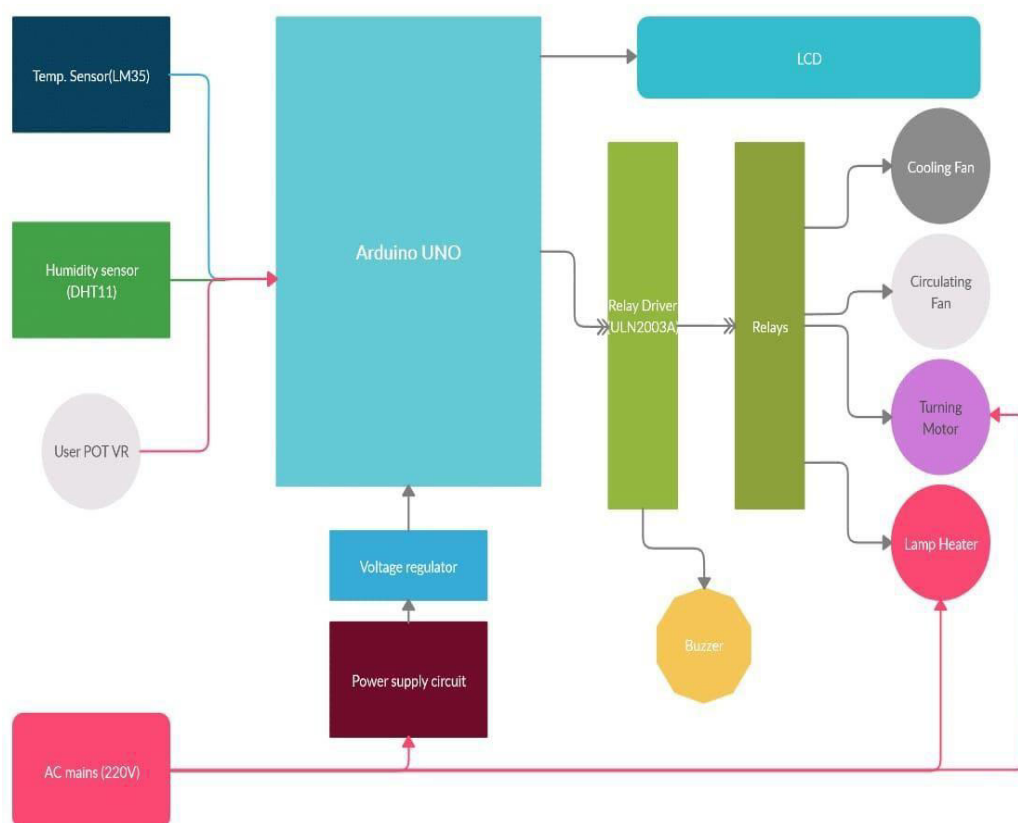 Temp. Sensor(LM35)
LCD
Cooling Fan
Arduino UNO
Humidity sensor
(DHT11)
Circulating
Fan
Relay Driver
(ULN2003A)
Relays
Turning
Motor
User POT VR
Lamp Heater
Voltage regulator
Buzzer
Power supply circuit
AC mains (220V)